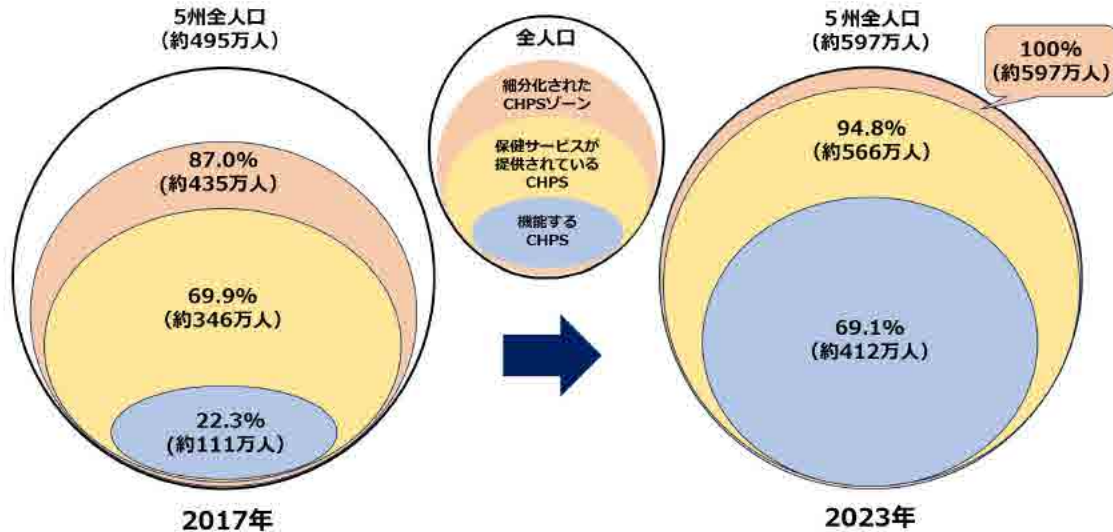 5州全人口
（約495万人）
87.0%
(約435万人）
69.9%
（約346万人）
22.3%
(約111万人）
2017年
全人口
細分化された
CHPSゾーン
保健サービスが
提供されている
CHPS
機能する
CHPS
5州全人口
（約597万人）
100%
（約597万人）
94.8%
（約566万人）
69.1%
（約412万人）
2023年